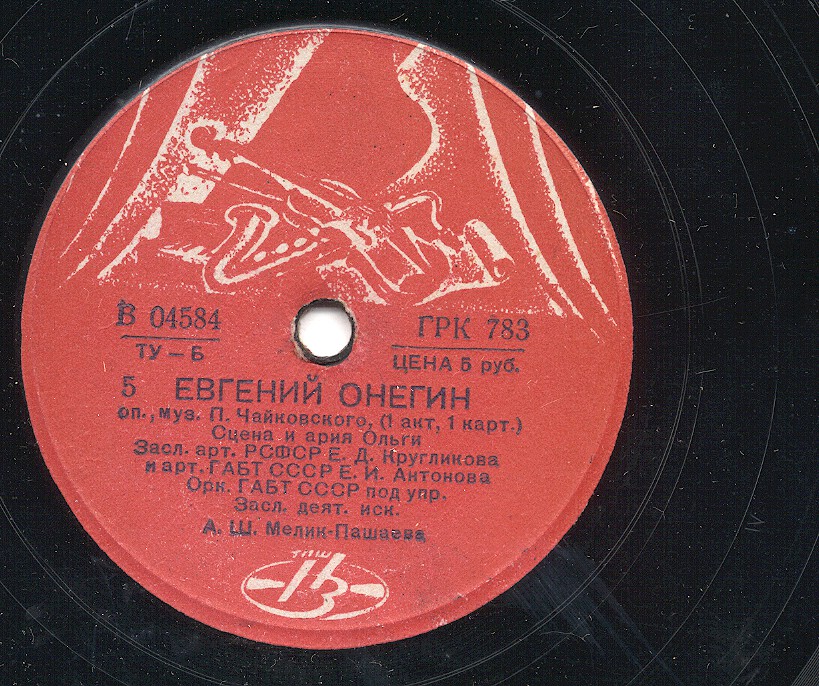 В 04584
ГРК 783
ТУ – Б
ЦЕНА 5 руб.
5 ЕВГЕНИЙ ОНЕГИН
оп., муз. П. Чайковского, (1 акт, 1 карт.)
Сцена и ария Ольги
Засл. арт. РСФСР Е. Д. Кругликова
и арт. ГАБТ СССР Е. И. Антонова
Орк. ГАБТ СССР под упр.
Засл. деят. иск.
А. Ш. Мелик-Пашаева